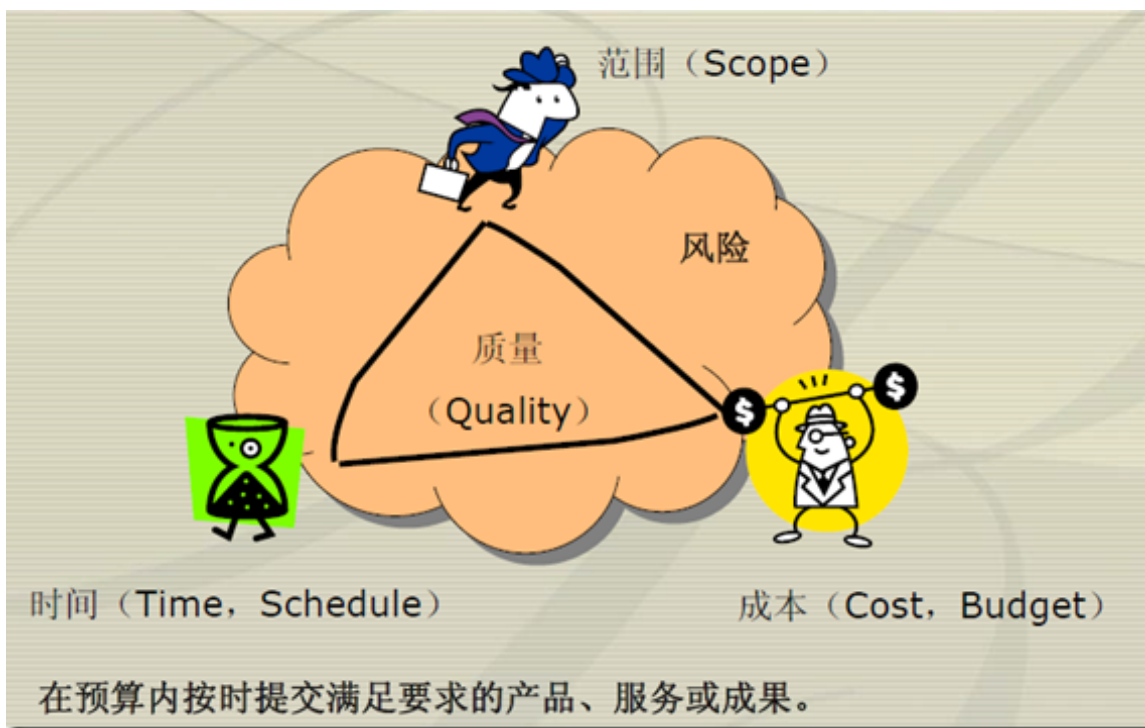 范围（Scope）
风险
质量
（Quality）
$
$
时间（Time，Schedule）
成本（Cost，Budget）
在预算内按时提交满足要求的产品、服务或成果。